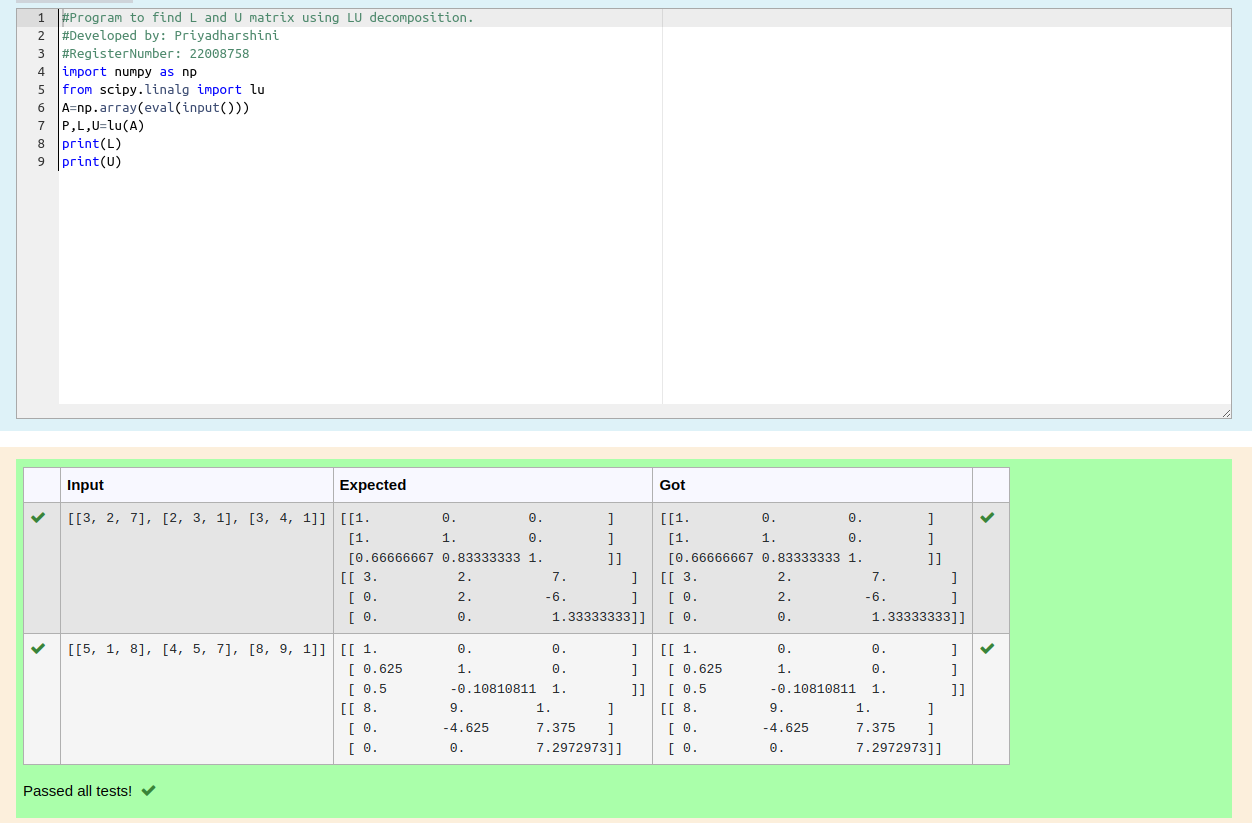 1 #Program to find L and U matrix using LU decomposition.
2 #Developed by: Priyadharshini
3 #RegisterNumber: 22008758
4 import numpy as np
5 from scipy.linalg import lu
6 A=np.array(eval(input()))
7 P,L,U=lu(A)
8 print(L)
9 print(U)
Input Expected Got
[[3, 2, 7], [2, 3, 1], [3, 4, 1]] [[1. 0. 0. ] [[1. 0. 0. ]
[1. 1. 0. ] [1. 1. 0. ]
[0.66666667 0.83333333 1. ]] [0.66666667 0.83333333 1. ]]
[[ 3. 2. 7. ] [[ 3. 2. 7. ]
[ 0. 2. -6. ] [ 0. 2. -6. ]
[ 0. 0. 1.33333333]] [ 0. 0. 1.33333333]]
[[5, 1, 8], [4, 5, 7], [8, 9, 1]] [[ 1. 0. 0. ] [[ 1. 0. 0. ]
[ 0.625 1. 0. ] [ 0.625 1. 0. ]
[ 0.5 -0.10810811 1. ]] [ 0.5 -0.10810811 1. ]]
[[ 8. 9. 1. ] [[ 8. 9. 1. ]
[ 0. -4.625 7.375 ] [ 0. -4.625 7.375 ]
[ 0. 0. 7.2972973]] [ 0. 0. 7.2972973]]
Passed all tests!